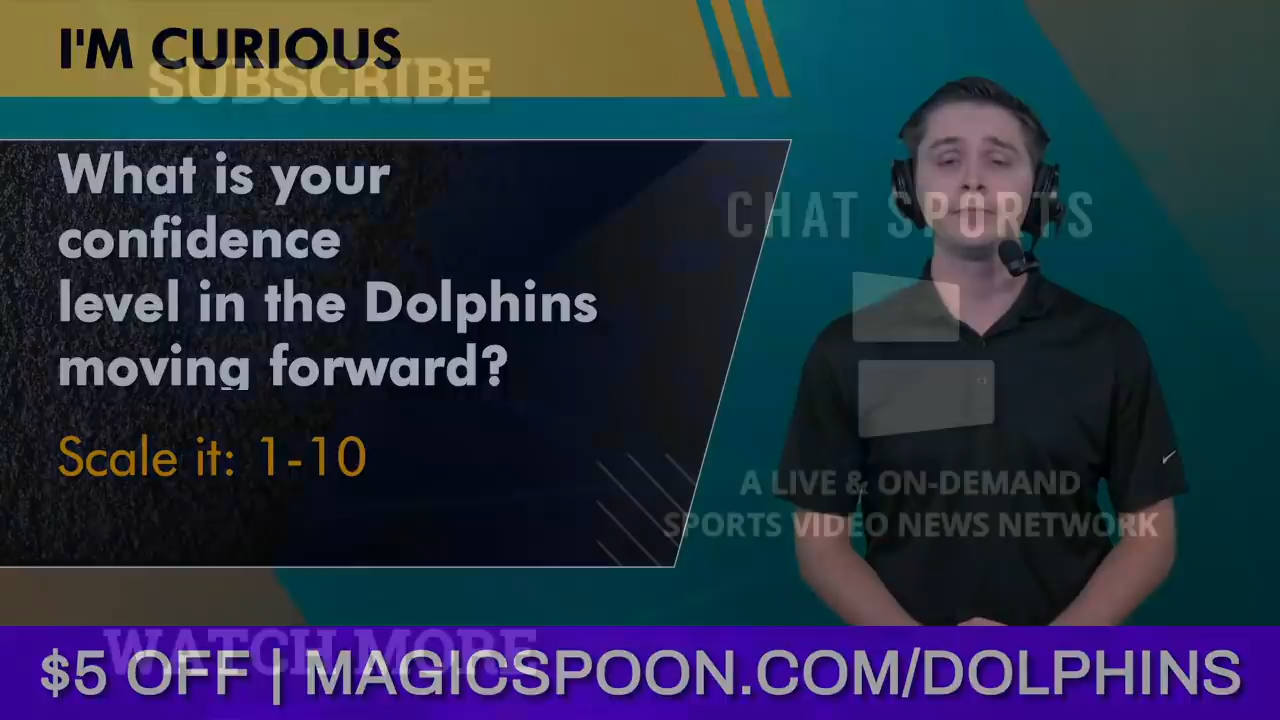 I'M CURIOUS
SUBSCRIBE
What is your
confidence
level in the Dolphins
moving forward?
Scale it: 1-10
CHAT SPORTS
A LIVE & ON-DEMAND
SPORTS VIDEO NEWS NETWORK
WATCH MORE
$5 OFF | MAGICSPOON.COM/DOLPHINS